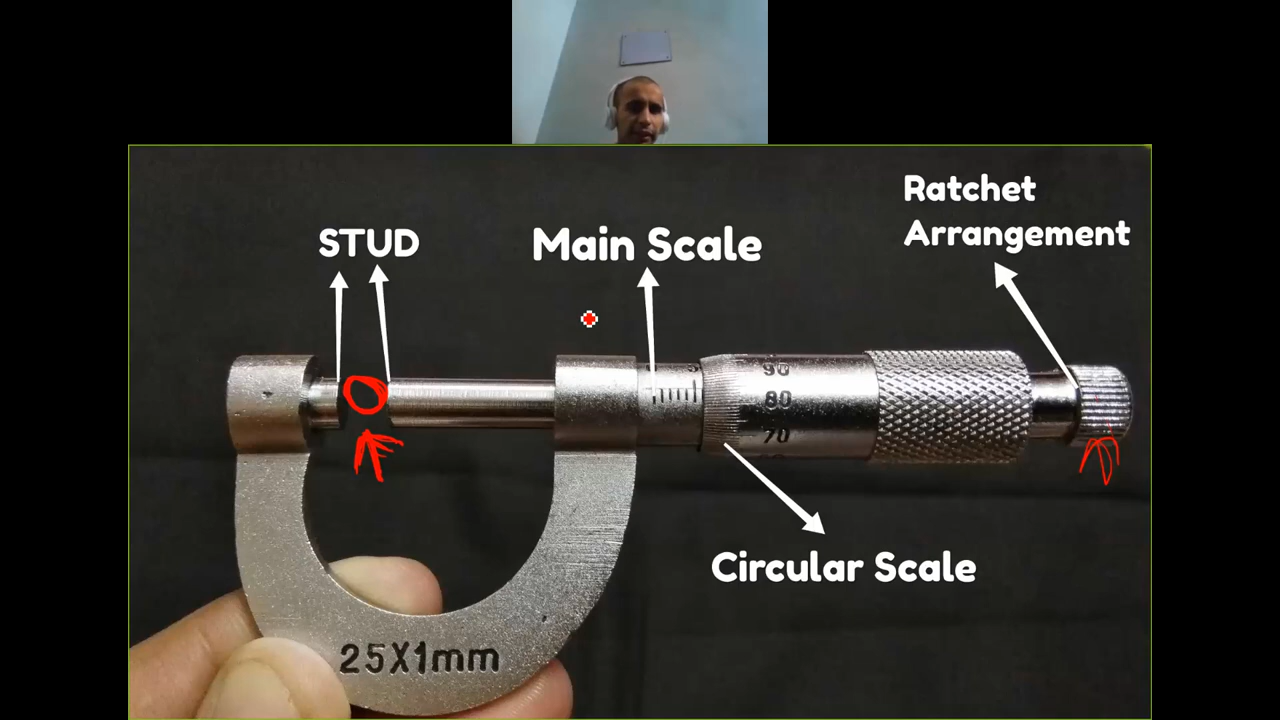 Ratchet
Arrangement
STUD
Main Scale
90
80
70
Circular Scale
25X1mm